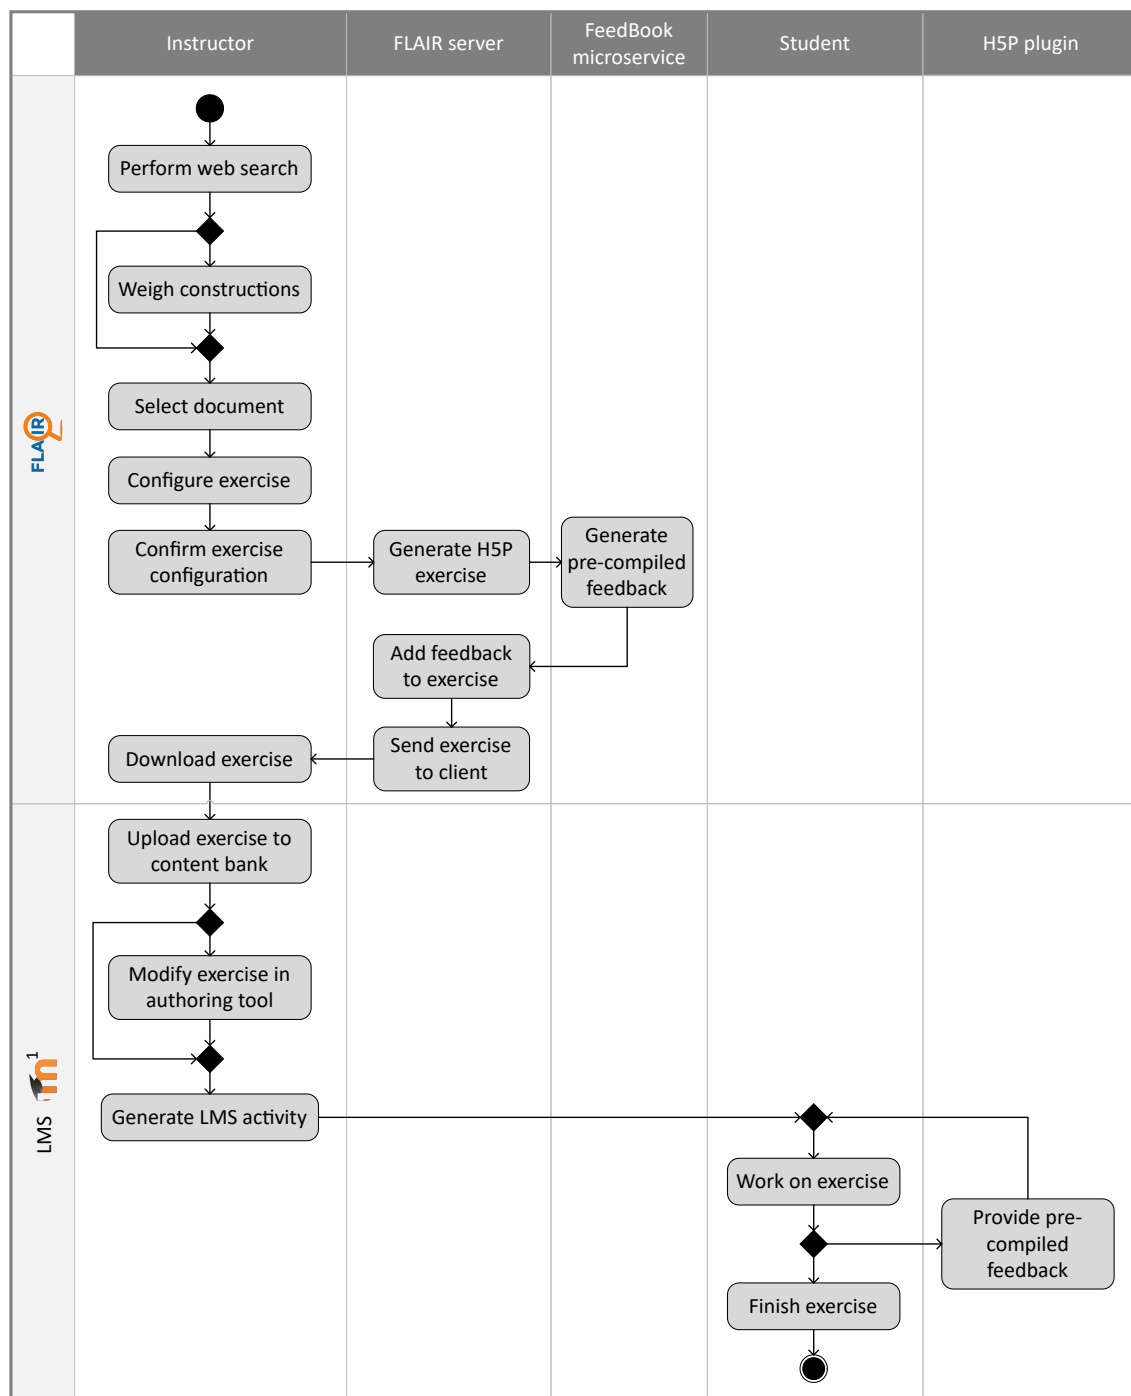 Instructor
FLAIR server
FeedBook
microservice
Student
H5P plugin
FLAIR
Perform web search
Weigh constructions
Select document
Configure exercise
Confirm exercise
configuration
Generate H5P
exercise
Generate
pre-compiled
feedback
Add feedback
to exercise
Send exercise
to client
Download exercise
LMS m 1
Upload exercise to
content bank
Modify exercise in
authoring tool
Generate LMS activity
Work on exercise
Provide pre-
compiled
feedback
Finish exercise